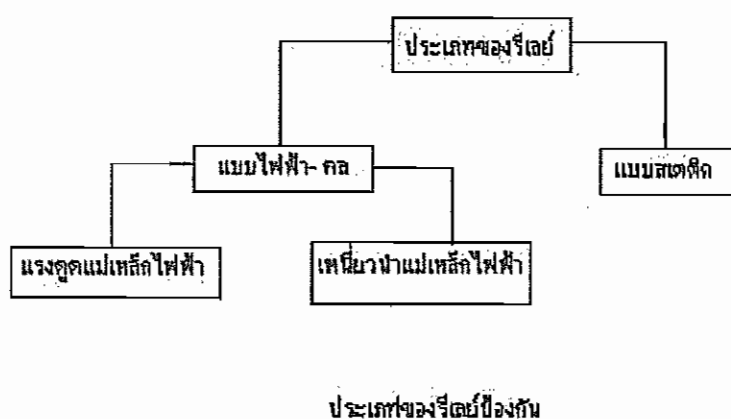 ประเภทของรีเลย์
แบบไฟฟ้า- กล
แบบสเตติก
แรงดูดแม่เหล็กไฟฟ้า
เหนี่ยวนำแม่เหล็กไฟฟ้า
ประเภทของรีเลย์ป้องกัน